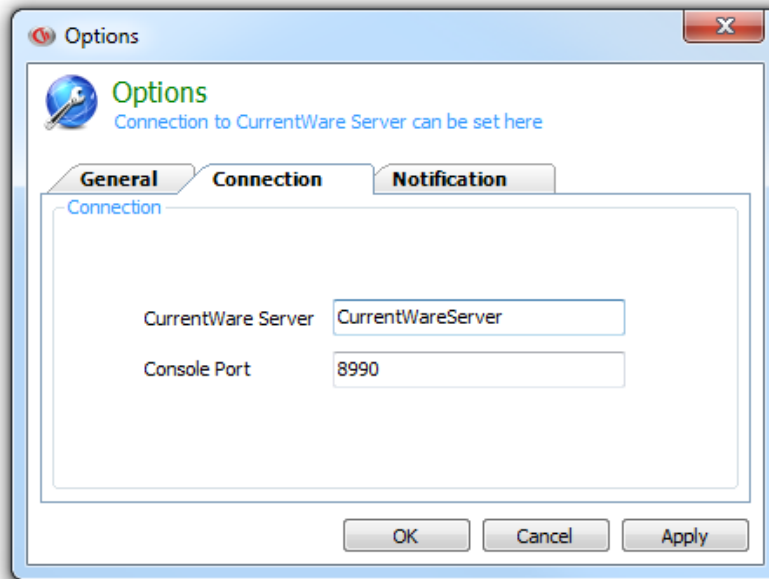 Options
Options
Connection to CurrentWare Server can be set here
General Connection Notification
Connection
CurrentWare Server CurrentWareServer
Console Port 8990
OK Cancel Apply